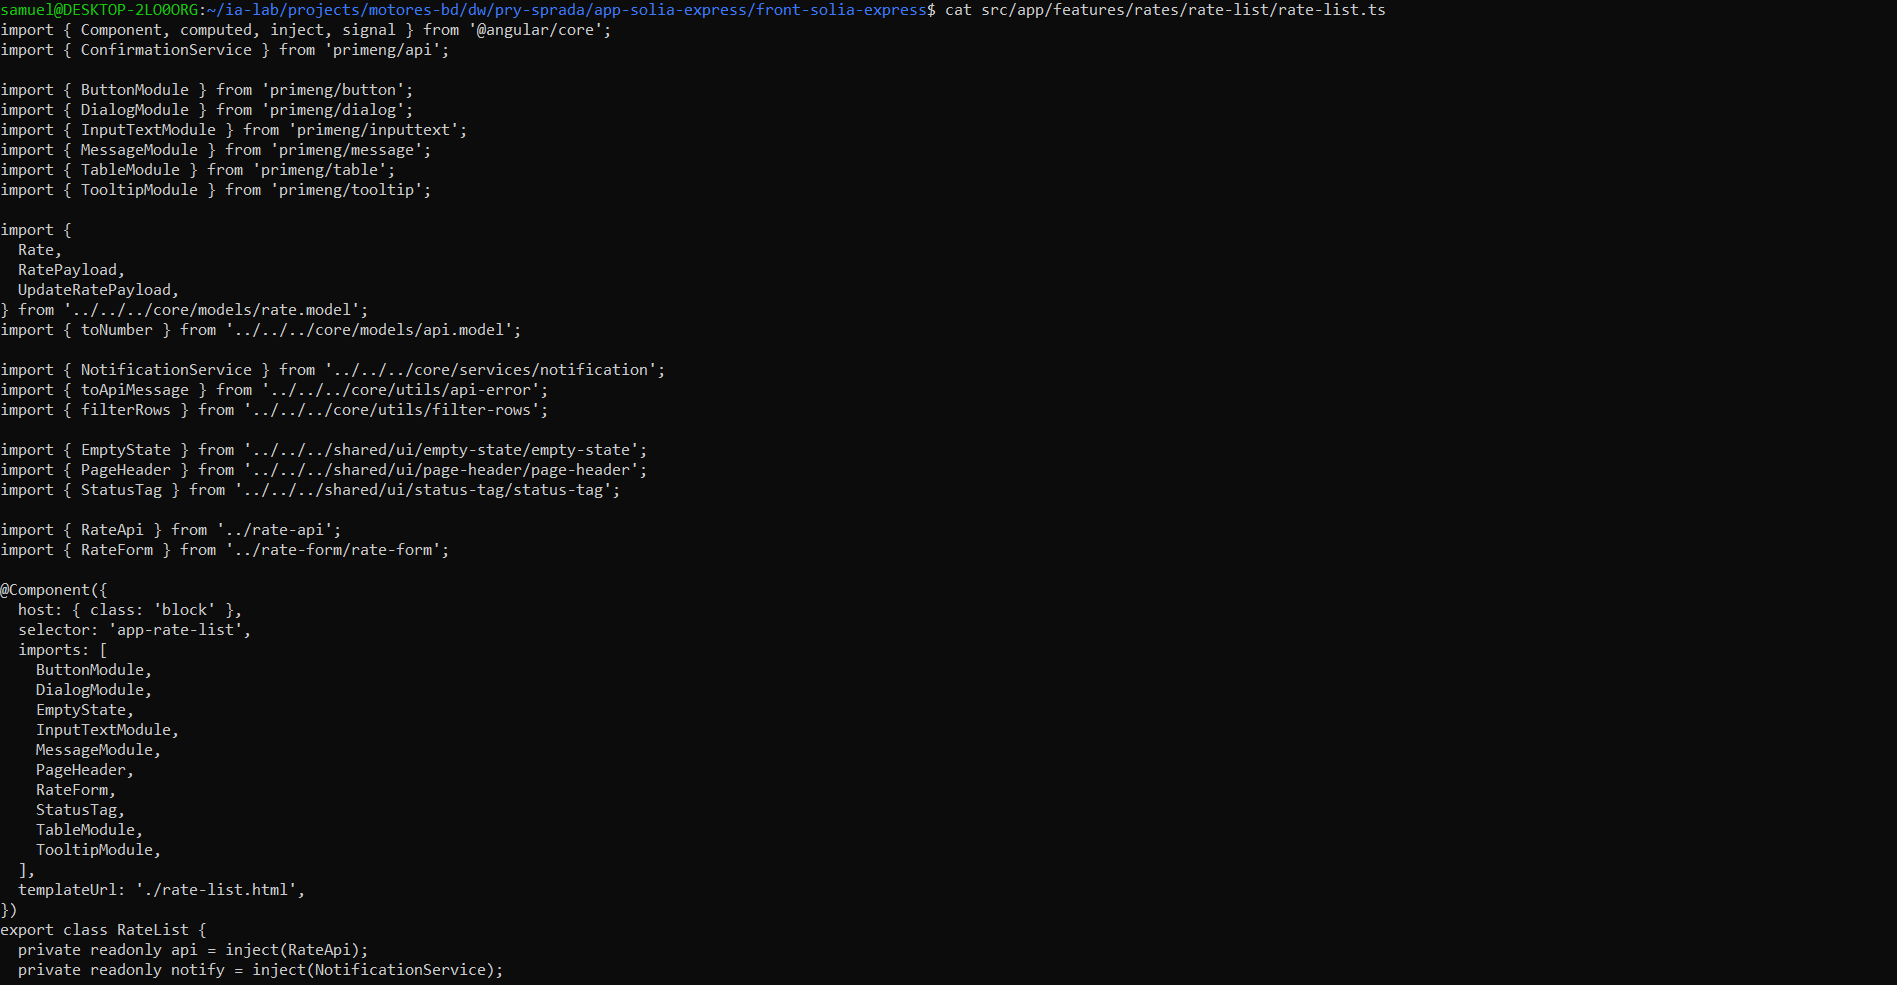 samuel@DESKTOP-2LO0ORG:~/ia-lab/projects/motores-bd/dw/pry-sprada/app-solia-express/front-solia-express$ cat src/app/features/rates/rate-list/rate-list.ts
import { Component, computed, inject, signal } from '@angular/core';
import { ConfirmationService } from 'primeng/api';

import { ButtonModule } from 'primeng/button';
import { DialogModule } from 'primeng/dialog';
import { InputTextModule } from 'primeng/inputtext';
import { MessageModule } from 'primeng/message';
import { TableModule } from 'primeng/table';
import { TooltipModule } from 'primeng/tooltip';

import {
  Rate,
  RatePayload,
  UpdateRatePayload,
} from '../../../core/models/rate.model';
import { toNumber } from '../../../core/models/api.model';

import { NotificationService } from '../../../core/services/notification';
import { toApiMessage } from '../../../core/utils/api-error';
import { filterRows } from '../../../core/utils/filter-rows';

import { EmptyState } from '../../../shared/ui/empty-state/empty-state';
import { PageHeader } from '../../../shared/ui/page-header/page-header';
import { StatusTag } from '../../../shared/ui/status-tag/status-tag';

import { RateApi } from '../rate-api';
import { RateForm } from '../rate-form/rate-form';

@Component({
  host: { class: 'block' },
  selector: 'app-rate-list',
  imports: [
    ButtonModule,
    DialogModule,
    EmptyState,
    InputTextModule,
    MessageModule,
    PageHeader,
    RateForm,
    StatusTag,
    TableModule,
    TooltipModule,
  ],
  templateUrl: './rate-list.html',
})
export class RateList {
  private readonly api = inject(RateApi);
  private readonly notify = inject(NotificationService);